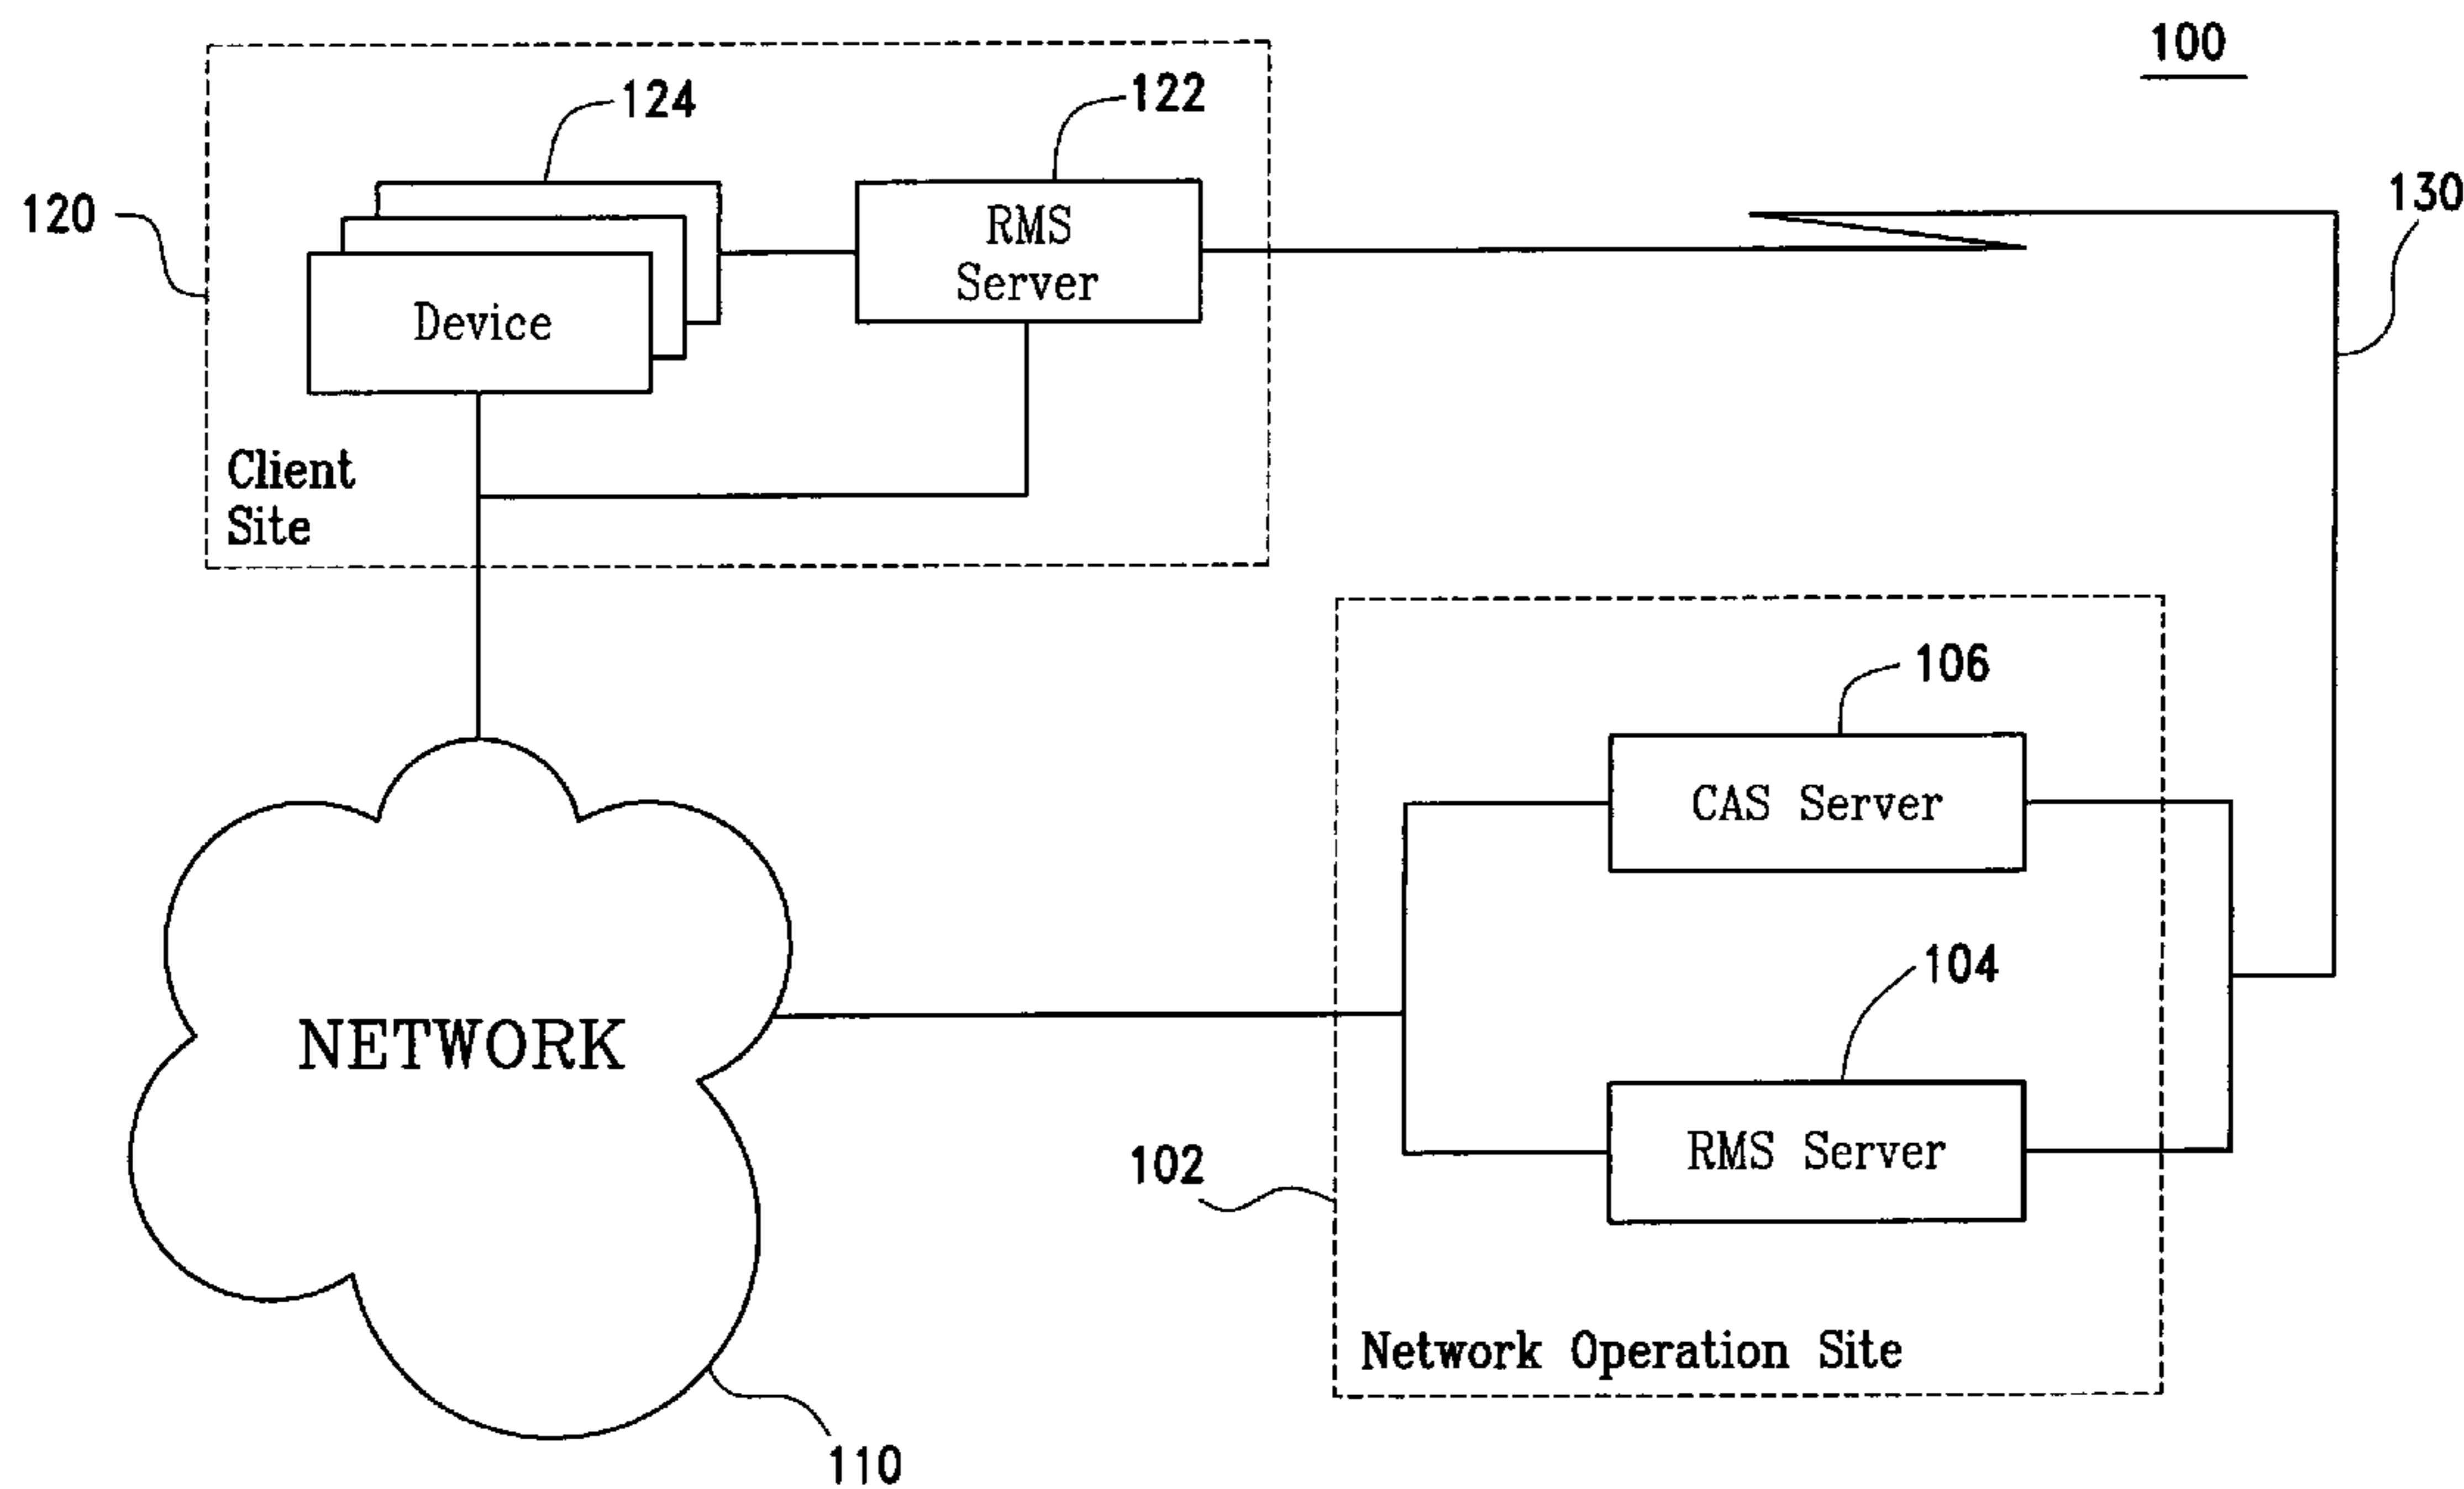 100
124
122
120
130
RMS
Server
Device
Client
Site
106
CAS Server
104
NETWORK
102
RMS Server
Network Operation Site
110